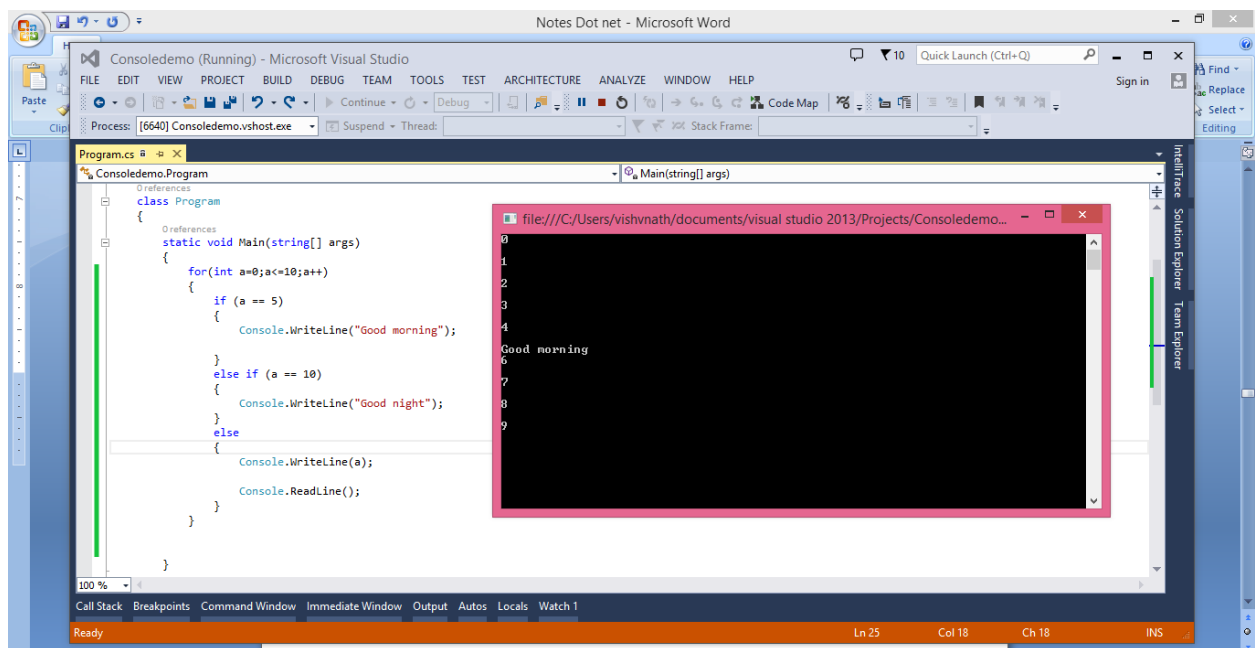 Notes Dot net - Microsoft Word
Consoledemo (Running) - Microsoft Visual Studio
10
Quick Launch (Ctrl+Q)
FILE EDIT VIEW PROJECT BUILD DEBUG TEAM TOOLS TEST ARCHITECTURE ANALYZE WINDOW HELP
Sign in
Find
Replace
Select
Editing
Paste
Continue Debug Code Map
Process: [6640] Consoledemo.vshost.exe Suspend Thread: Stack Frame:
Program.cs
Consoledemo.Program
Main(string[] args)
0 references
class Program
{
0 references
static void Main(string[] args)
{
for(int a=0;a<=10;a++)
{
if (a == 5)
{
Console.WriteLine("Good morning");
}
else if (a == 10)
{
Console.WriteLine("Good night");
}
else
{
Console.WriteLine(a);
Console.ReadLine();
}
}
}
file:///C:/Users/vishvnath/documents/visual studio 2013/Projects/Consoledemo...
0
1
2
3
4
Good morning
6
7
8
9
IntelliTrace
Solution Explorer
Team Explorer
100 %
Call Stack Breakpoints Command Window Immediate Window Output Autos Locals Watch 1
Ready
Ln 25 Col 18 Ch 18 INS